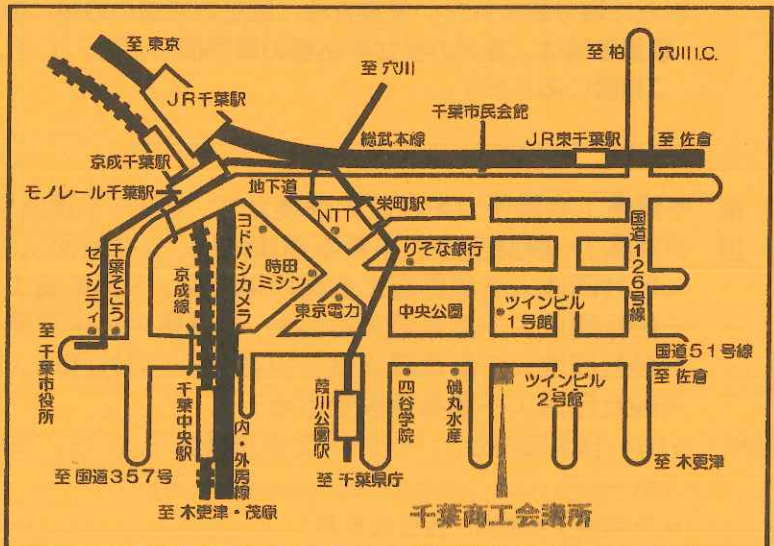 至 東京
至 柏
穴川I.C.
至 穴川
JR千葉駅
千葉市民会館
総武本線
JR東千葉駅
至 佐倉
京成千葉駅
モノレール千葉駅
地下道
栄町駅
NTT
ヨドバシカメラ
りそな銀行
国道126号線
千葉そごう
センシティ
京成線
時田
ミシン
東京電力
中央公園
ツインビル
1号館
至 千葉市役所
国道51号線
至 佐倉
千葉中央駅
内・外房線
葭川公園駅
四谷学院
磯丸水産
ツインビル
2号館
至 国道357号
至 千葉県庁
至 木更津
至 木更津・茂原
千葉商工会議所